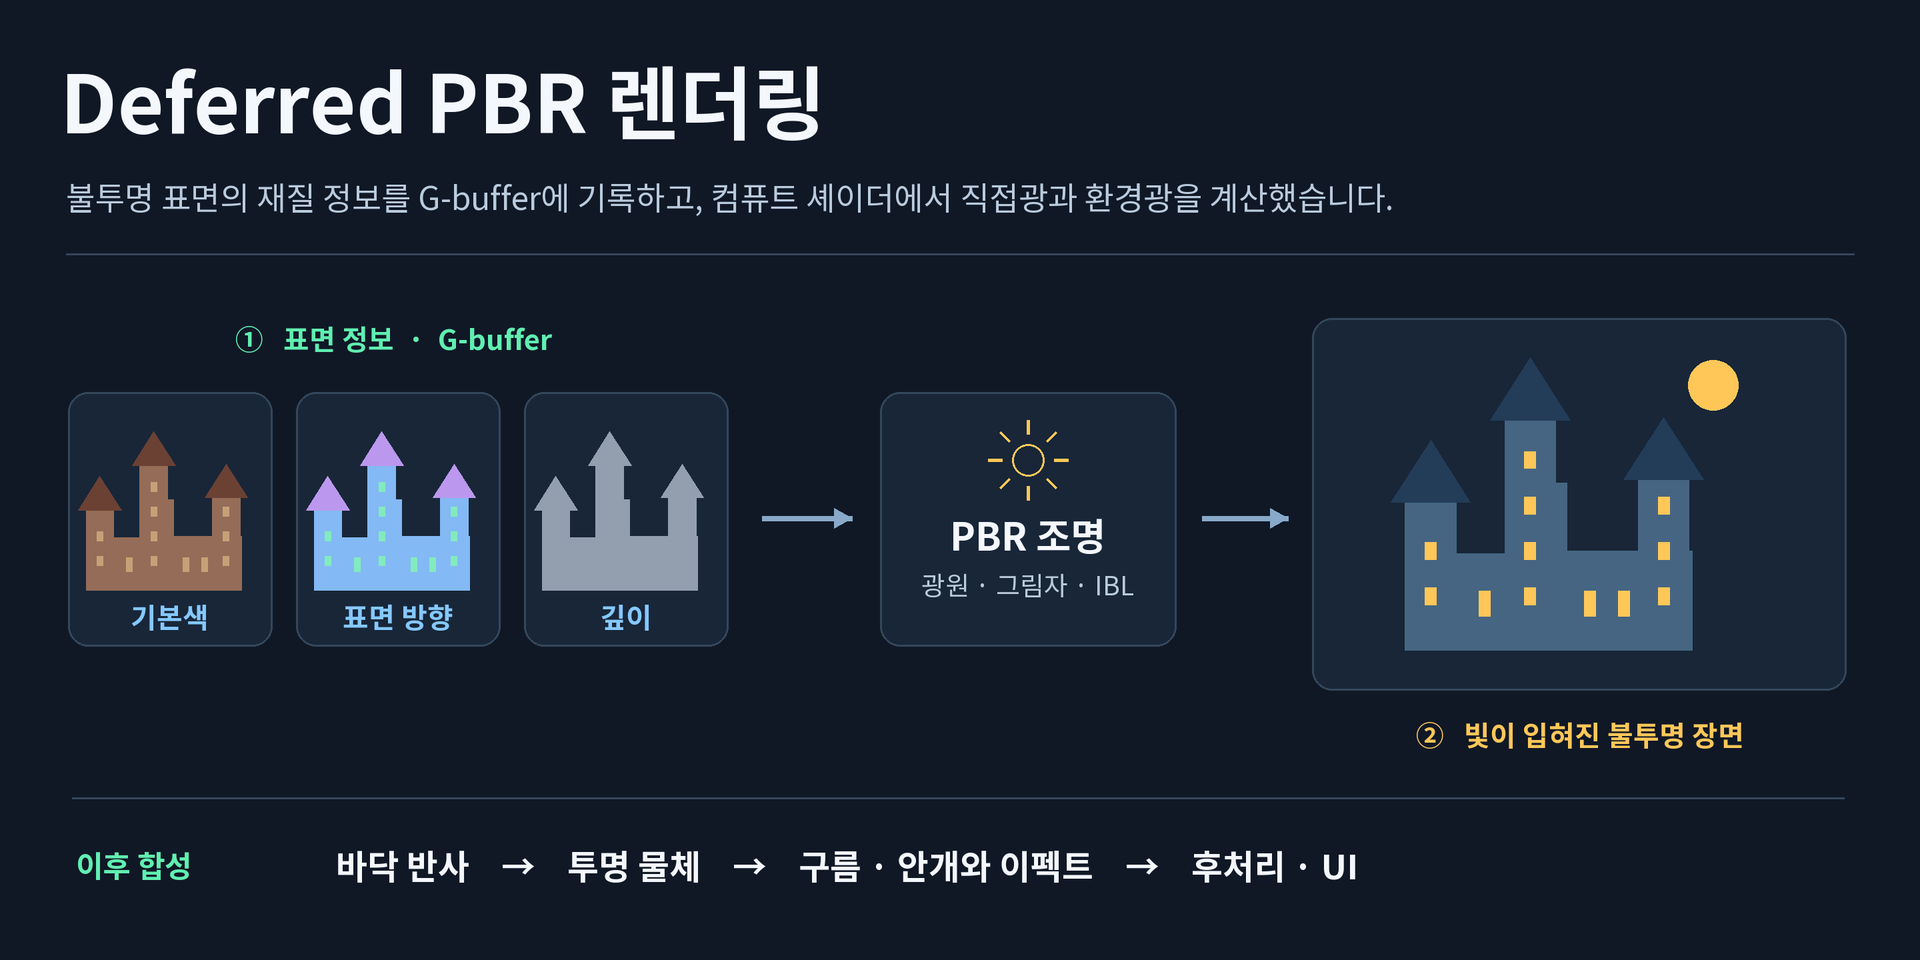 Deferred PBR 렌더링
불투명 표면의 재질 정보를 G-buffer에 기록하고, 컴퓨트 셰이더에서 직접광과 환경광을 계산했습니다.
① 표면 정보 · G-buffer
기본색
표면 방향
깊이
PBR 조명
광원 · 그림자 · IBL
② 빛이 입혀진 불투명 장면
이후 합성 바닥 반사 → 투명 물체 → 구름 · 안개와 이펙트 → 후처리 · UI